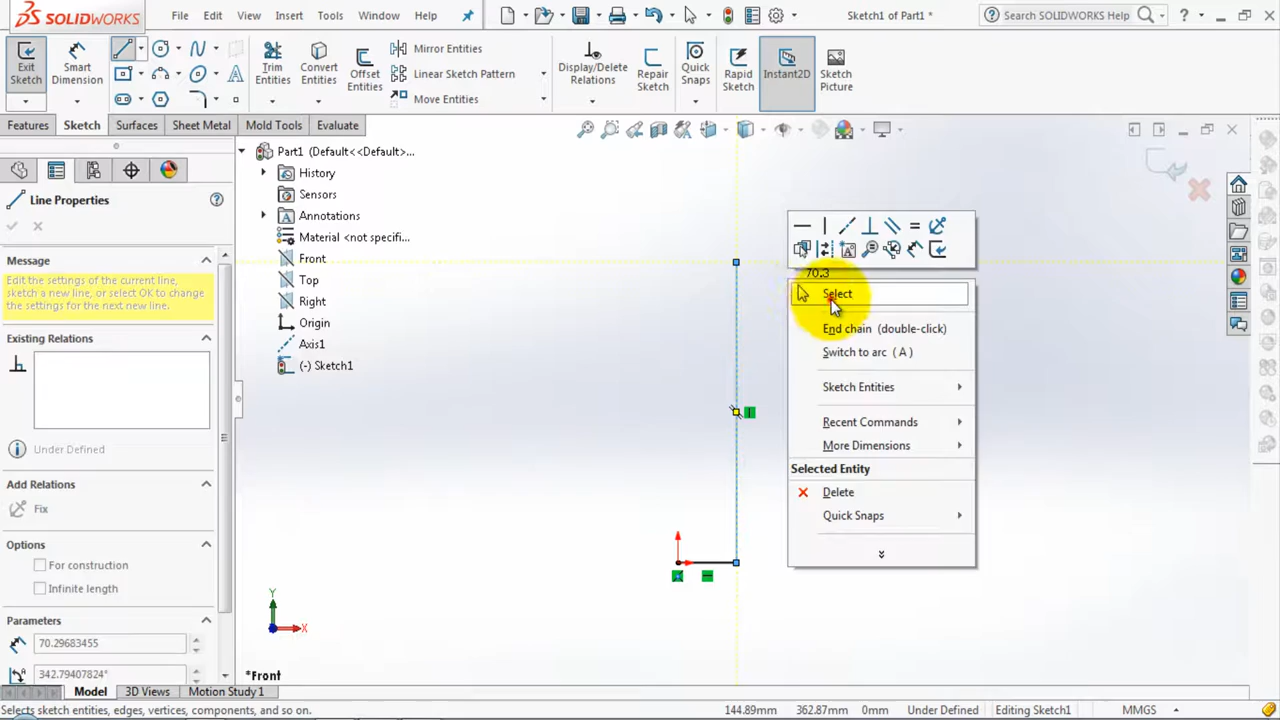 SOLIDWORKS
File Edit View Insert Tools Window Help
Sketch1 of Part1 *
Search SOLIDWORKS Help
Exit Sketch
Smart Dimension
Trim Entities
Convert Entities
Offset Entities
Mirror Entities
Linear Sketch Pattern
Move Entities
Display/Delete Relations
Repair Sketch
Quick Snaps
Rapid Sketch
Instant2D
Sketch Picture
Features Sketch Surfaces Sheet Metal Mold Tools Evaluate
Line Properties
Message
Edit the settings of the current line,
sketch a new line, or select OK to change
the settings for the next new line.
Existing Relations
Under Defined
Add Relations
Fix
Options
For construction
Infinite length
Parameters
70.29683455
342.79407824°
Part1 (Default<<Default>...
History
Sensors
Annotations
Material <not specifi...
Front
Top
Right
Origin
Axis1
(-) Sketch1
70.3
Select
End chain (double-click)
Switch to arc (A)
Sketch Entities
Recent Commands
More Dimensions
Selected Entity
Delete
Quick Snaps
Y
X
*Front
Model 3D Views Motion Study 1
Selects sketch entities, edges, vertices, components, and so on.
144.89mm 362.87mm 0mm Under Defined Editing Sketch1 MMGS